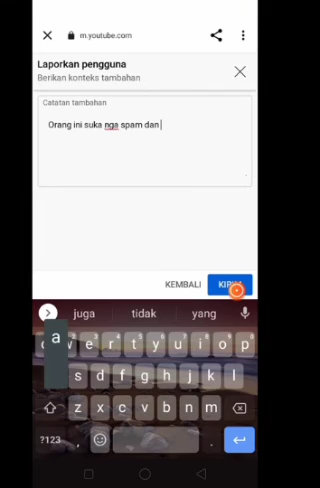 m.youtube.com
Laporkan pengguna
Berikan konteks tambahan
Catatan tambahan
Orang ini suka nga spam dan
KEMBALI
juga tidak yang
a
w e r t y u i o p
s d f g h j k l
z x c v b n m
?123 , .